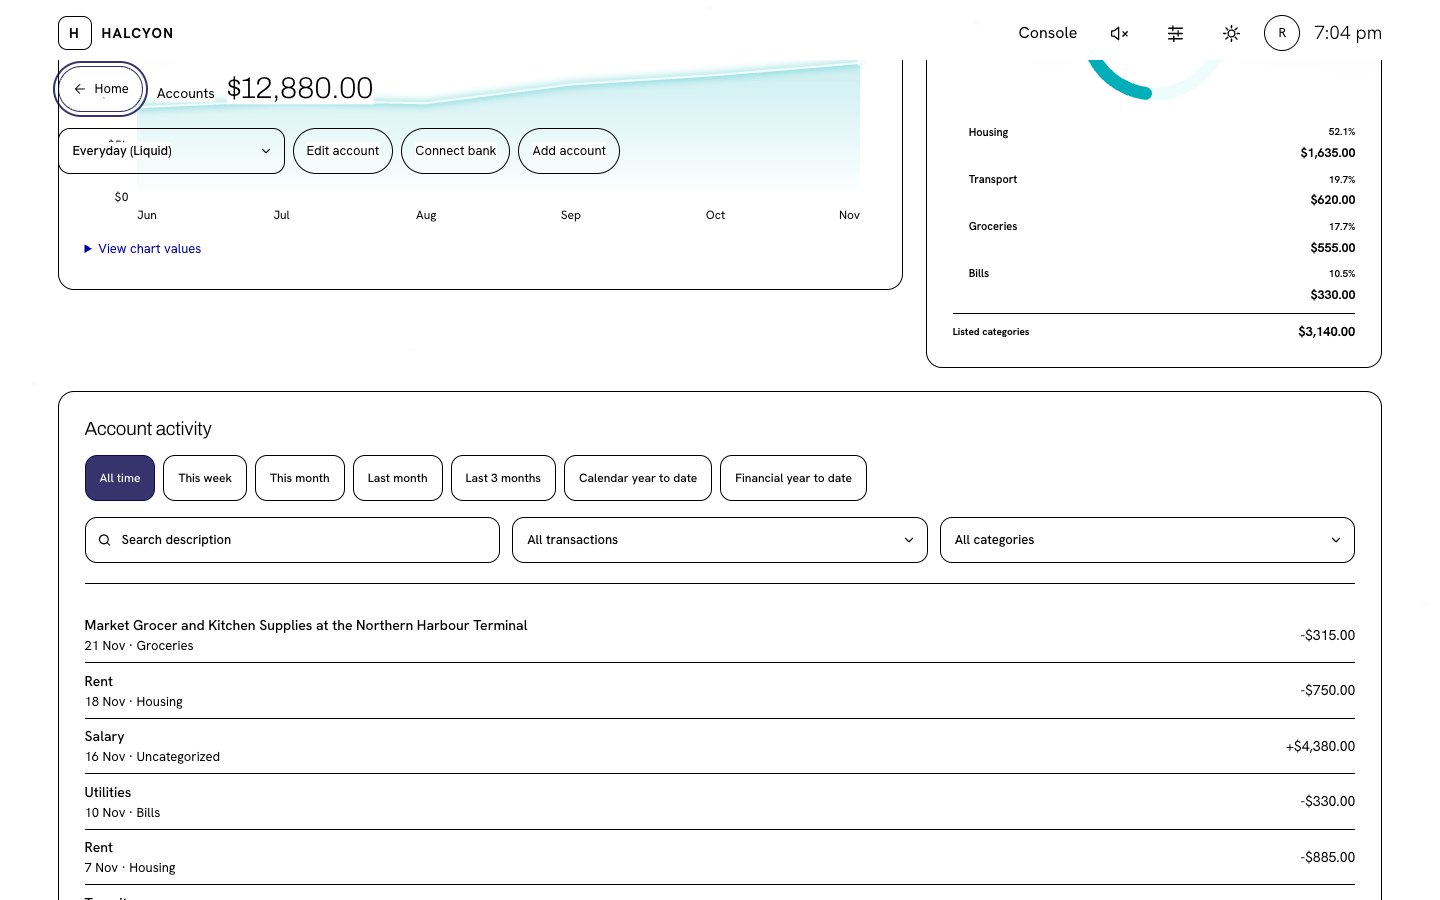 H HALCYON
Console
R
7:04 pm
Home
Accounts $12,880.00
Everyday (Liquid)
Edit account
Connect bank
Add account
$0
Jun Jul Aug Sep Oct Nov
View chart values
Housing 52.1%
$1,635.00
Transport 19.7%
$620.00
Groceries 17.7%
$555.00
Bills 10.5%
$330.00
Listed categories $3,140.00
Account activity
All time
This week
This month
Last month
Last 3 months
Calendar year to date
Financial year to date
Search description
All transactions
All categories
Market Grocer and Kitchen Supplies at the Northern Harbour Terminal
21 Nov · Groceries
-$315.00
Rent
18 Nov · Housing
-$750.00
Salary
16 Nov · Uncategorized
+$4,380.00
Utilities
10 Nov · Bills
-$330.00
Rent
7 Nov · Housing
-$885.00